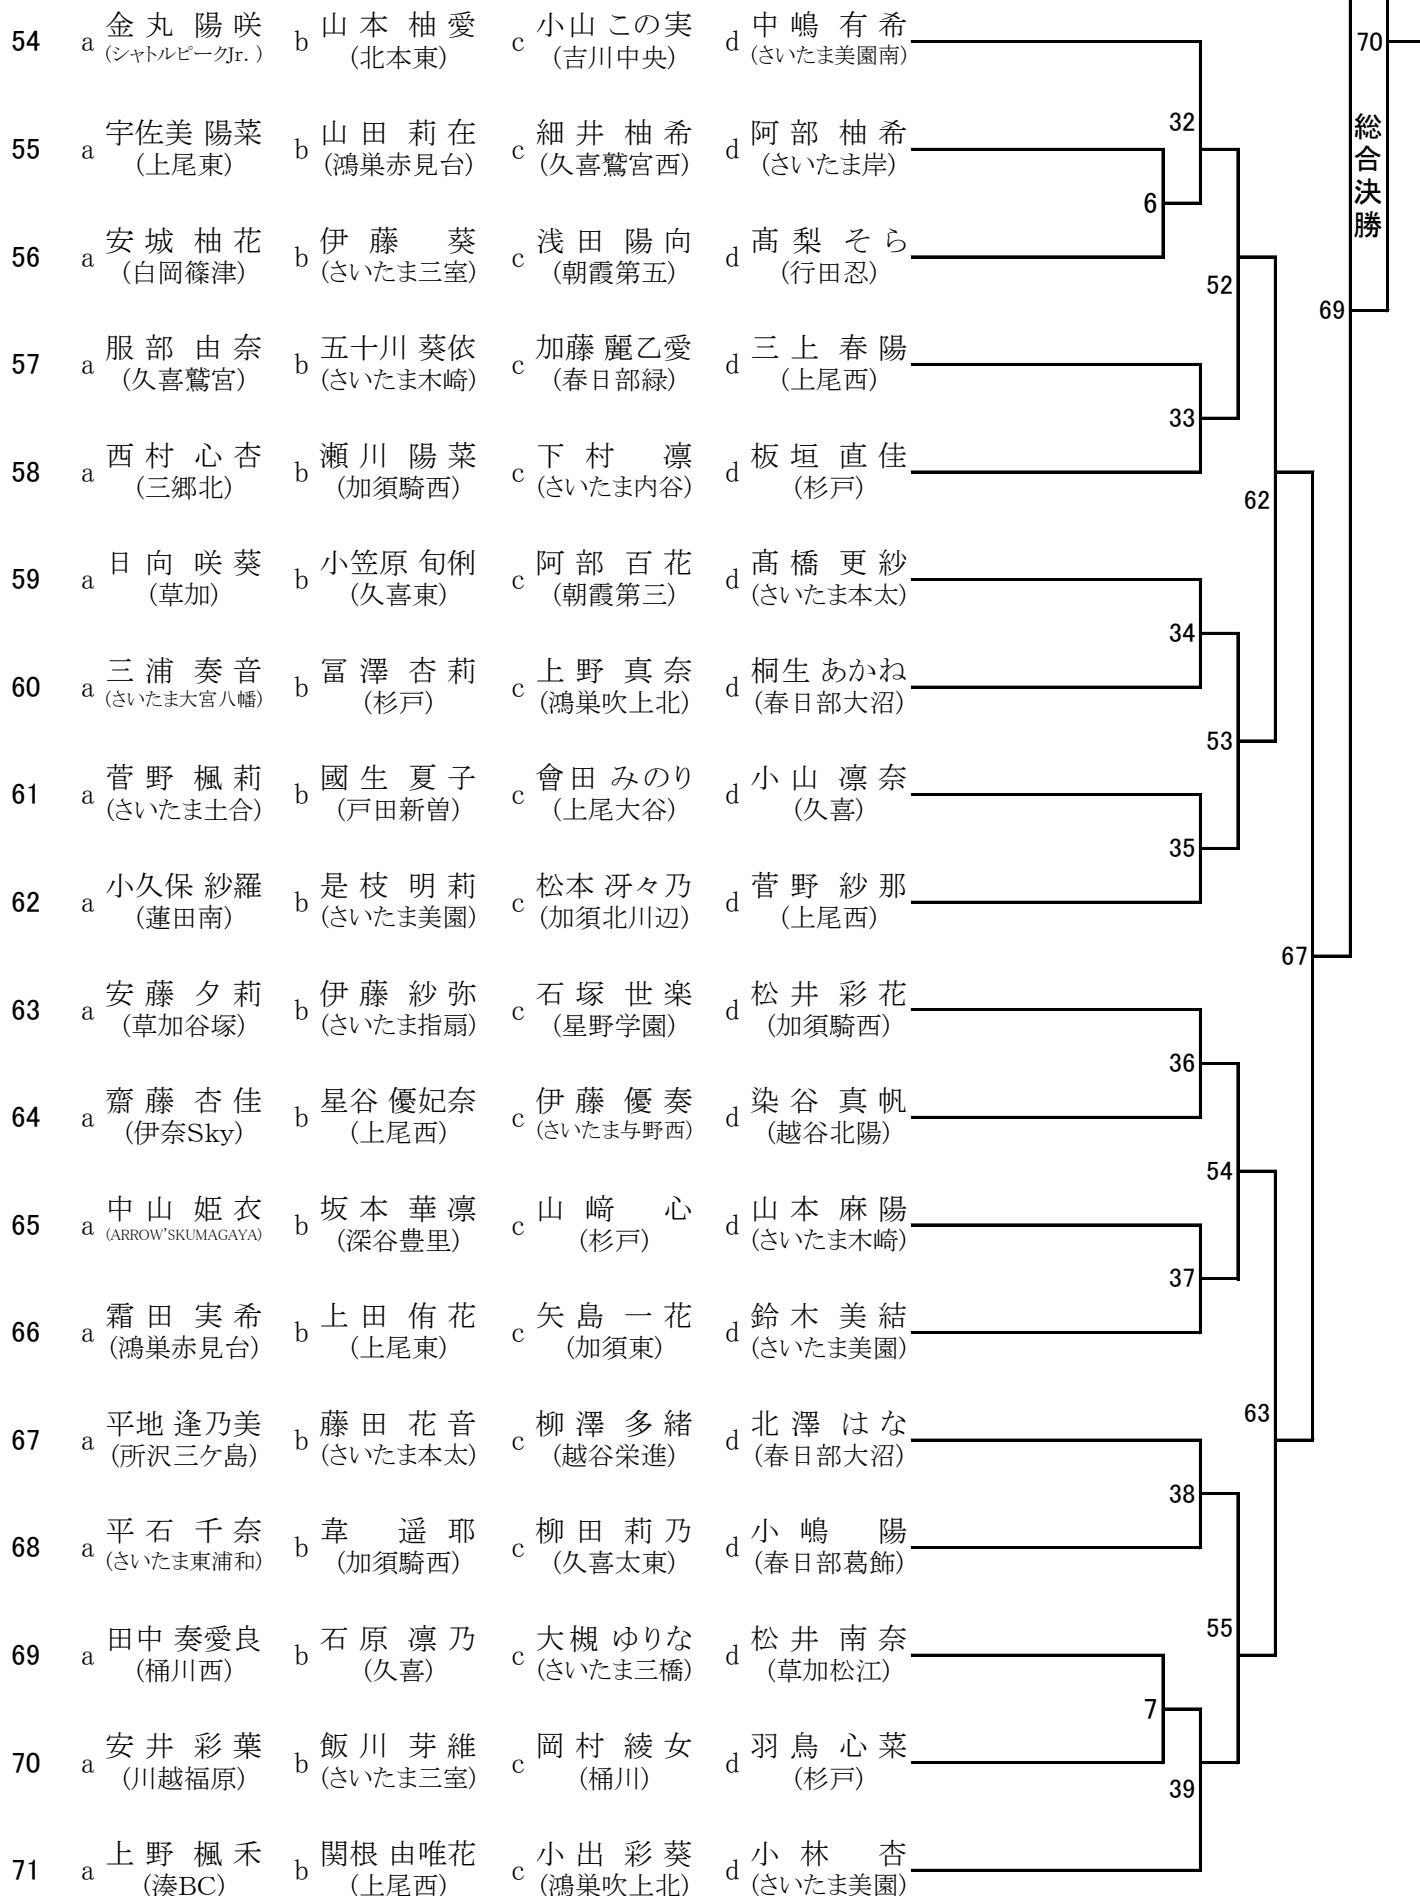 54 a 金丸 陽咲 b 山本 柚愛 c 小山 この実 d 中嶋 有希
(シャトルピークJr.) (北本東) (吉川中央) (さいたま美園南)
70
32
総合決勝
55 a 宇佐美 陽菜 b 山田 莉在 c 細井 柚希 d 阿部 柚希
(上尾東) (鴻巣赤見台) (久喜鷲宮西) (さいたま岸)
6
56 a 安城 柚花 b 伊藤 葵 c 浅田 陽向 d 髙梨 そら
(白岡篠津) (さいたま三室) (朝霞第五) (行田忍)
52
69
57 a 服部 由奈 b 五十川 葵依 c 加藤 麗乙愛 d 三上 春陽
(久喜鷲宮) (さいたま木崎) (春日部緑) (上尾西)
33
58 a 西村 心杏 b 瀬川 陽菜 c 下村 凛 d 板垣 直佳
(三郷北) (加須騎西) (さいたま内谷) (杉戸)
62
59 a 日向 咲葵 b 小笠原 旬俐 c 阿部 百花 d 髙橋 更紗
(草加) (久喜東) (朝霞第三) (さいたま本太)
34
60 a 三浦 奏音 b 冨澤 杏莉 c 上野 真奈 d 桐生 あかね
(さいたま大宮八幡) (杉戸) (鴻巣吹上北) (春日部大沼)
53
61 a 菅野 楓莉 b 國生 夏子 c 會田 みのり d 小山 凛奈
(さいたま土合) (戸田新曽) (上尾大谷) (久喜)
35
62 a 小久保 紗羅 b 是枝 明莉 c 松本 冴々乃 d 菅野 紗那
(蓮田南) (さいたま美園) (加須北川辺) (上尾西)
67
63 a 安藤 夕莉 b 伊藤 紗弥 c 石塚 世楽 d 松井 彩花
(草加谷塚) (さいたま指扇) (星野学園) (加須騎西)
36
64 a 齋藤 杏佳 b 星谷 優妃奈 c 伊藤 優奏 d 染谷 真帆
(伊奈Sky) (上尾西) (さいたま与野西) (越谷北陽)
54
65 a 中山 姫衣 b 坂本 華凛 c 山﨑 心 d 山本 麻陽
(ARROW'SKUMAGAYA) (深谷豊里) (杉戸) (さいたま木崎)
37
66 a 霜田 実希 b 上田 侑花 c 矢島 一花 d 鈴木 美結
(鴻巣赤見台) (上尾東) (加須東) (さいたま美園)
63
67 a 平地 逢乃美 b 藤田 花音 c 柳澤 多緒 d 北澤 はな
(所沢三ケ島) (さいたま本太) (越谷栄進) (春日部大沼)
38
68 a 平石 千奈 b 韋 遥耶 c 柳田 莉乃 d 小嶋 陽
(さいたま東浦和) (加須騎西) (久喜太東) (春日部葛飾)
55
69 a 田中 奏愛良 b 石原 凛乃 c 大槻 ゆりな d 松井 南奈
(桶川西) (久喜) (さいたま三橋) (草加松江)
7
70 a 安井 彩葉 b 飯川 芽維 c 岡村 綾女 d 羽鳥 心菜
(川越福原) (さいたま三室) (桶川) (杉戸)
39
71 a 上野 楓禾 b 関根 由唯花 c 小出 彩葵 d 小林 杏
(湊BC) (上尾西) (鴻巣吹上北) (さいたま美園)